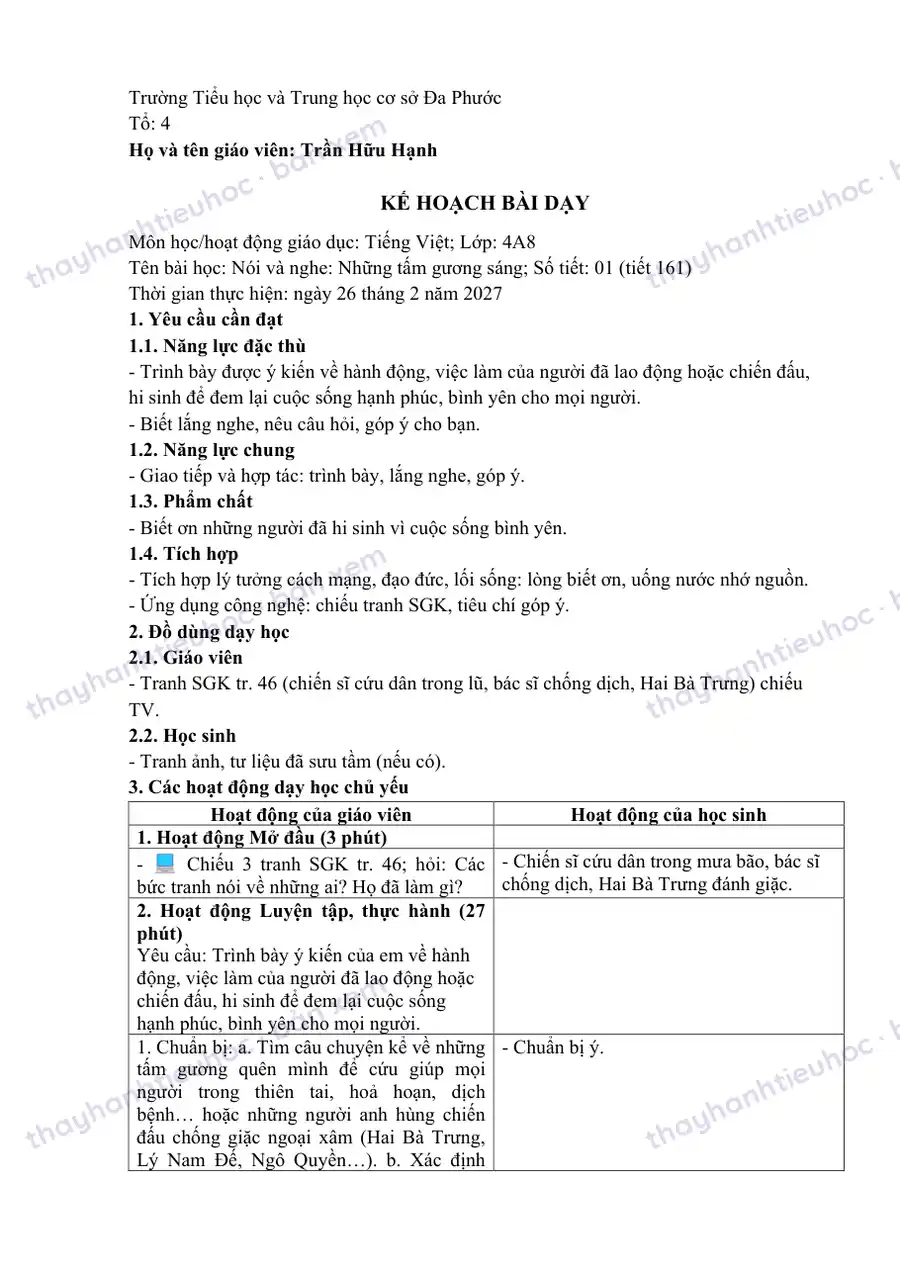 Trường Tiểu học và Trung học cơ sở Đa Phước
Tổ: 4
Họ và tên giáo viên: Trần Hữu Hạnh
KẾ HOẠCH BÀI DẠY
Môn học/hoạt động giáo dục: Tiếng Việt; Lớp: 4A8
Tên bài học: Nói và nghe: Những tấm gương sáng; Số tiết: 01 (tiết 161)
Thời gian thực hiện: ngày 26 tháng 2 năm 2027
1. Yêu cầu cần đạt
1.1. Năng lực đặc thù
- Trình bày được ý kiến về hành động, việc làm của người đã lao động hoặc chiến đấu,
hi sinh để đem lại cuộc sống hạnh phúc, bình yên cho mọi người.
- Biết lắng nghe, nêu câu hỏi, góp ý cho bạn.
1.2. Năng lực chung
- Giao tiếp và hợp tác: trình bày, lắng nghe, góp ý.
1.3. Phẩm chất
- Biết ơn những người đã hi sinh vì cuộc sống bình yên.
1.4. Tích hợp
- Tích hợp lý tưởng cách mạng, đạo đức, lối sống: lòng biết ơn, uống nước nhớ nguồn.
- Ứng dụng công nghệ: chiếu tranh SGK, tiêu chí góp ý.
2. Đồ dùng dạy học
2.1. Giáo viên
- Tranh SGK tr. 46 (chiến sĩ cứu dân trong lũ, bác sĩ chống dịch, Hai Bà Trưng) chiếu
TV.
2.2. Học sinh
- Tranh ảnh, tư liệu đã sưu tầm (nếu có).
3. Các hoạt động dạy học chủ yếu
Hoạt động của giáo viên
Hoạt động của học sinh
1. Hoạt động Mở đầu (3 phút)
- Chiếu 3 tranh SGK tr. 46; hỏi: Các
bức tranh nói về những ai? Họ đã làm gì?
- Chiến sĩ cứu dân trong mưa bão, bác sĩ
chống dịch, Hai Bà Trưng đánh giặc.
2. Hoạt động Luyện tập, thực hành (27
phút)
Yêu cầu: Trình bày ý kiến của em về hành
động, việc làm của người đã lao động hoặc
chiến đấu, hi sinh để đem lại cuộc sống
hạnh phúc, bình yên cho mọi người.
1. Chuẩn bị: a. Tìm câu chuyện kể về những
tấm gương quên mình để cứu giúp mọi
người trong thiên tai, hoả hoạn, dịch
bệnh… hoặc những người anh hùng chiến
đấu chống giặc ngoại xâm (Hai Bà Trưng,
Lý Nam Đế, Ngô Quyền…). b. Xác định
- Chuẩn bị ý.
thayhanhtieuhoc · bản xem
thayhanhtieuhoc · b
thayhanhtieuhoc · bản xem
thayhanhtieuhoc · b
thayhanhtieuhoc · bản xem
thayhanhtieuhoc · b